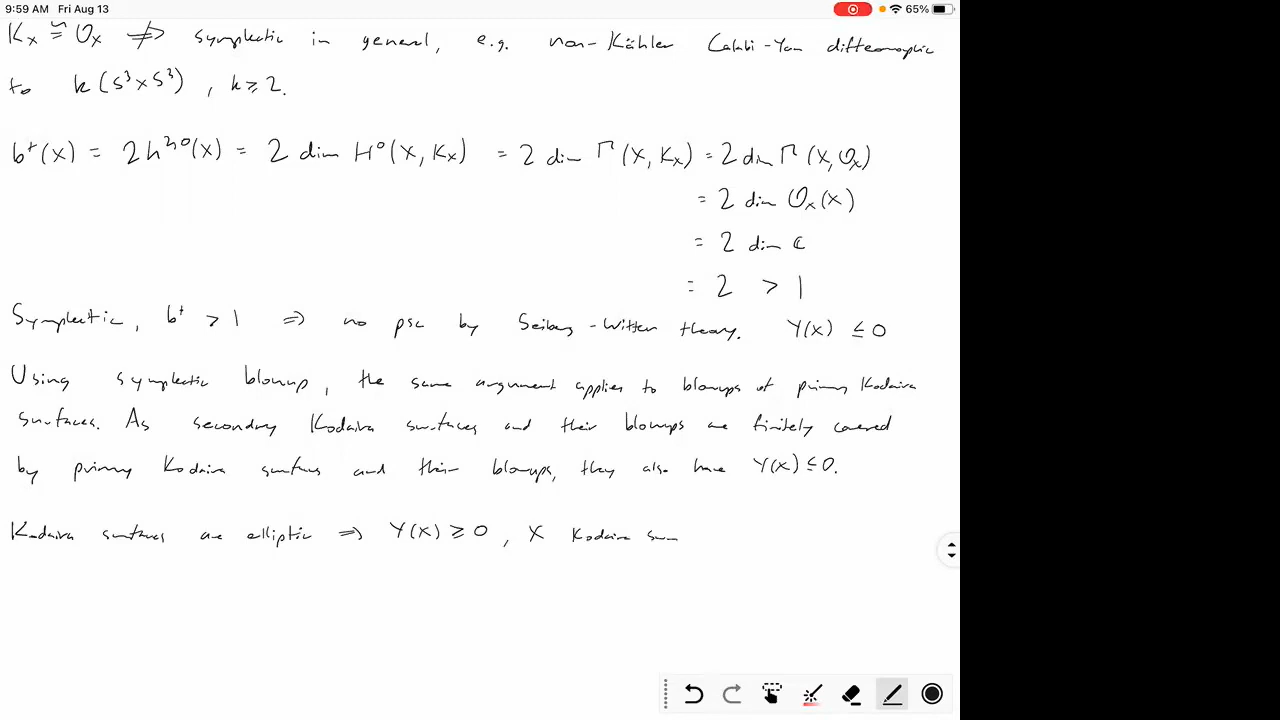 9:59 AM Fri Aug 13 65%
K_X ≅ O_X ⇏ symplectic in general, e.g. non-Kähler Calabi-Yau diffeomorphic
to k(S³×S³), k ≥ 2.
b⁺(X) = 2h²,⁰(X) = 2 dim H⁰(X, K_X) = 2 dim Γ(X, K_X) = 2 dim Γ(X, O_X)
= 2 dim O_X(X)
= 2 dim ℂ
= 2 > 1
Symplectic, b⁺ > 1 ⇒ no psc by Seiberg-Witten theory. Y(X) ≤ 0
Using symplectic blowup, the same argument applies to blowups of primary Kodaira
surfaces. As secondary Kodaira surfaces and their blowups are finitely covered
by primary Kodaira surfaces and their blowups, they also have Y(X) ≤ 0.
Kodaira surfaces are elliptic ⇒ Y(X) ≥ 0, X Kodaira sur